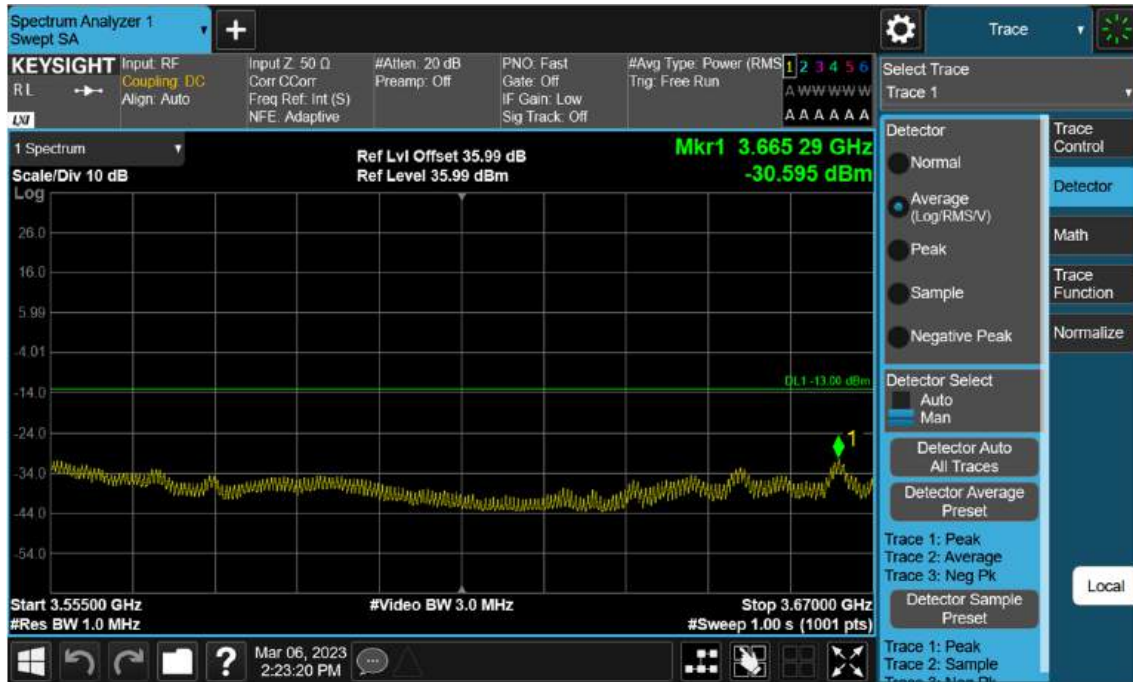 Spectrum Analyzer 1
Swept SA
Trace
KEYSIGHT
RL
LXI
Input: RF
Coupling: DC
Align: Auto
Input Z: 50 Ω
Corr CCorr
Freq Ref: Int (S)
NFE: Adaptive
#Atten: 20 dB
Preamp: Off
PNO: Fast
Gate: Off
IF Gain: Low
Sig Track: Off
#Avg Type: Power (RMS
Trig: Free Run
1 2 3 4 5 6
A W W W W W
A A A A A A
Select Trace
Trace 1
1 Spectrum
Scale/Div 10 dB
Log
Ref Lvl Offset 35.99 dB
Ref Level 35.99 dBm
Mkr1 3.665 29 GHz
-30.595 dBm
26.0
16.0
5.99
-4.01
-14.0
-24.0
-34.0
-44.0
-54.0
DL1 -13.00 dBm
1
Start 3.55500 GHz
#Res BW 1.0 MHz
#Video BW 3.0 MHz
Stop 3.67000 GHz
#Sweep 1.00 s (1001 pts)
Detector
Normal
Average
(Log/RMS/V)
Peak
Sample
Negative Peak
Detector Select
Auto
Man
Detector Auto
All Traces
Detector Average
Preset
Trace 1: Peak
Trace 2: Average
Trace 3: Neg Pk
Detector Sample
Preset
Trace 1: Peak
Trace 2: Sample
Trace 3: Neg Pk
Trace
Control
Detector
Math
Trace
Function
Normalize
Local
?
Mar 06, 2023
2:23:20 PM